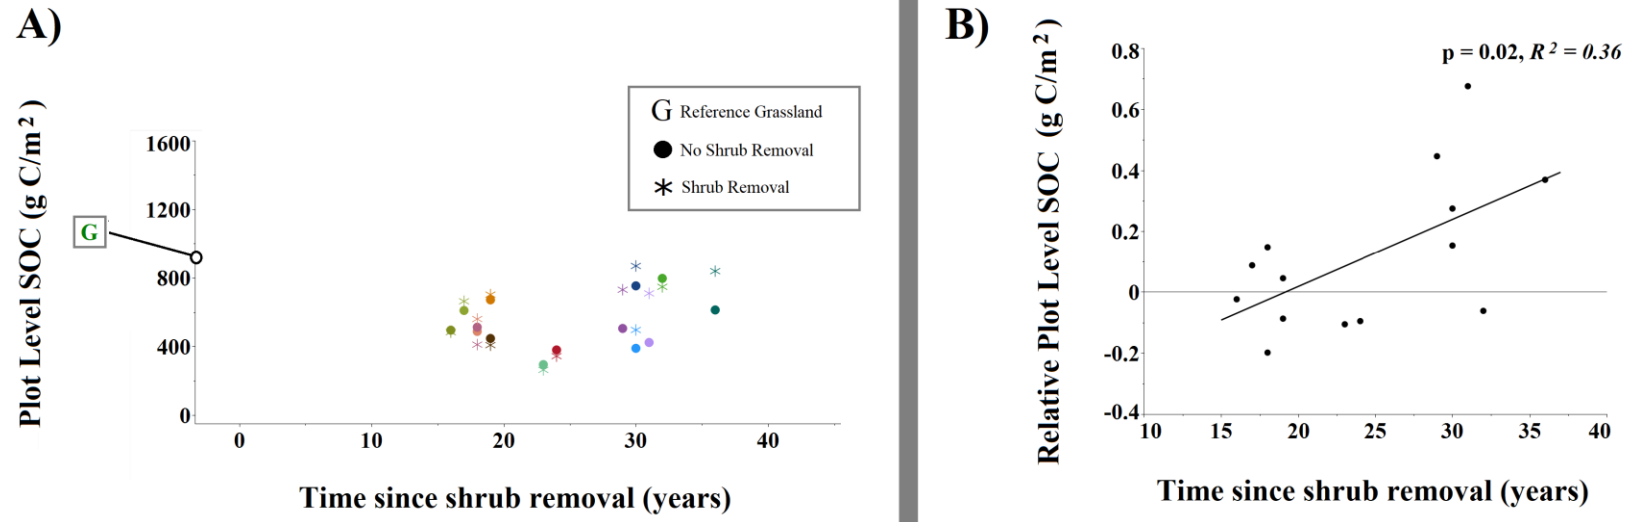 A)
Plot Level SOC (g C/m²)
1600
1200
800
400
0
G
0 10 20 30 40
Time since shrub removal (years)
G Reference Grassland
No Shrub Removal
Shrub Removal
B)
Relative Plot Level SOC (g C/m²)
p = 0.02, R² = 0.36
0.8
0.6
0.4
0.2
0
-0.2
-0.4
10 15 20 25 30 35 40
Time since shrub removal (years)